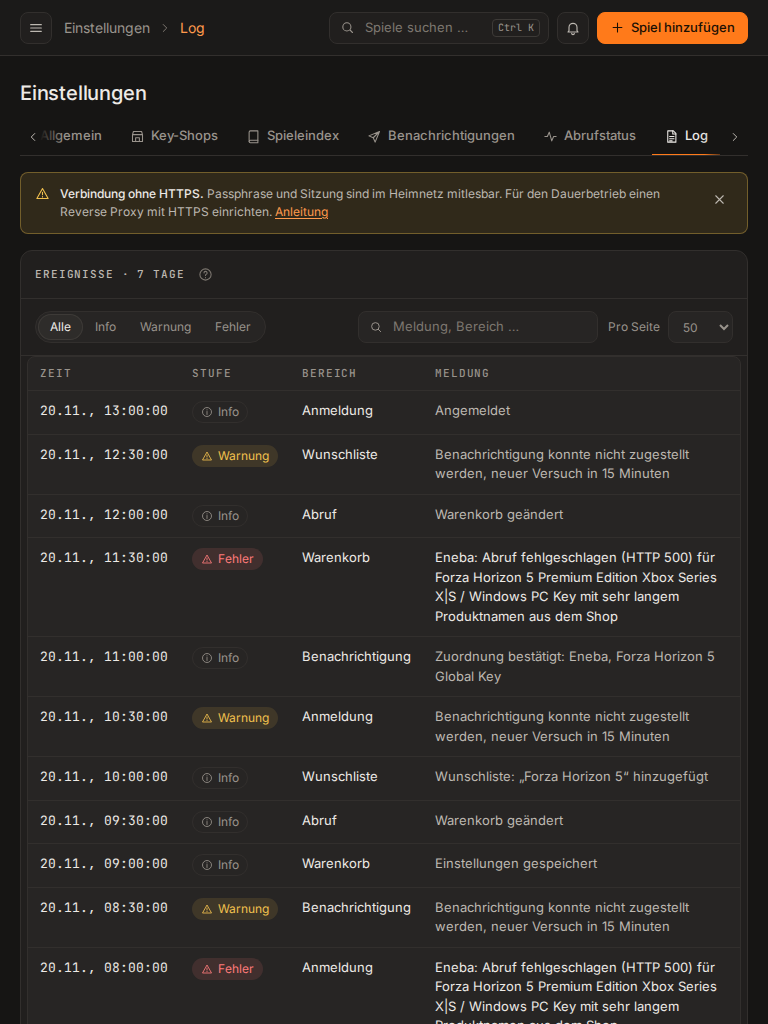 Einstellungen > Log
Spiele suchen ... Ctrl K
Spiel hinzufügen
Einstellungen
Allgemein Key-Shops Spieleindex Benachrichtigungen Abrufstatus Log
Verbindung ohne HTTPS. Passphrase und Sitzung sind im Heimnetz mitlesbar. Für den Dauerbetrieb einen
Reverse Proxy mit HTTPS einrichten. Anleitung
EREIGNISSE · 7 TAGE
Alle Info Warnung Fehler Meldung, Bereich ... Pro Seite 50
ZEIT STUFE BEREICH MELDUNG
20.11., 13:00:00 Info Anmeldung Angemeldet
20.11., 12:30:00 Warnung Wunschliste Benachrichtigung konnte nicht zugestellt
werden, neuer Versuch in 15 Minuten
20.11., 12:00:00 Info Abruf Warenkorb geändert
20.11., 11:30:00 Fehler Warenkorb Eneba: Abruf fehlgeschlagen (HTTP 500) für
Forza Horizon 5 Premium Edition Xbox Series
X|S / Windows PC Key mit sehr langem
Produktnamen aus dem Shop
20.11., 11:00:00 Info Benachrichtigung Zuordnung bestätigt: Eneba, Forza Horizon 5
Global Key
20.11., 10:30:00 Warnung Anmeldung Benachrichtigung konnte nicht zugestellt
werden, neuer Versuch in 15 Minuten
20.11., 10:00:00 Info Wunschliste Wunschliste: „Forza Horizon 5“ hinzugefügt
20.11., 09:30:00 Info Abruf Warenkorb geändert
20.11., 09:00:00 Info Warenkorb Einstellungen gespeichert
20.11., 08:30:00 Warnung Benachrichtigung Benachrichtigung konnte nicht zugestellt
werden, neuer Versuch in 15 Minuten
20.11., 08:00:00 Fehler Anmeldung Eneba: Abruf fehlgeschlagen (HTTP 500) für
Forza Horizon 5 Premium Edition Xbox Series
X|S / Windows PC Key mit sehr langem
Produktnamen aus dem Shop